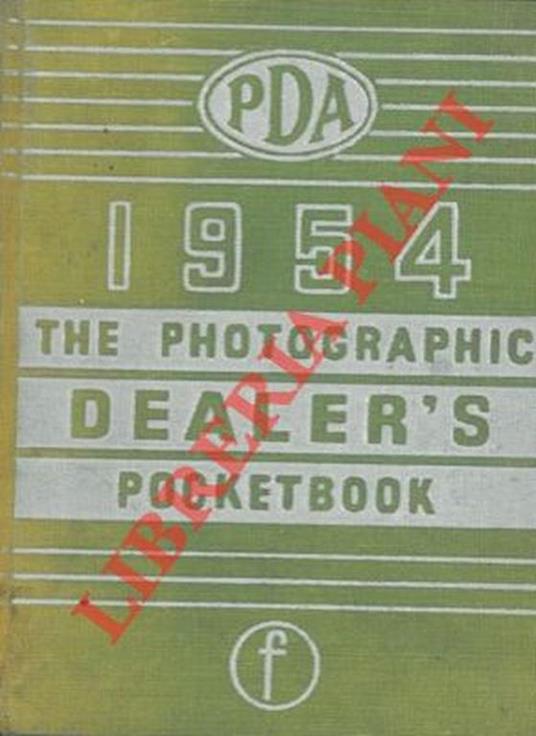 PDA
1954
THE PHOTOGRAPHIC
DEALER'S
POCKETBOOK
f
LIBRERIA PIANI